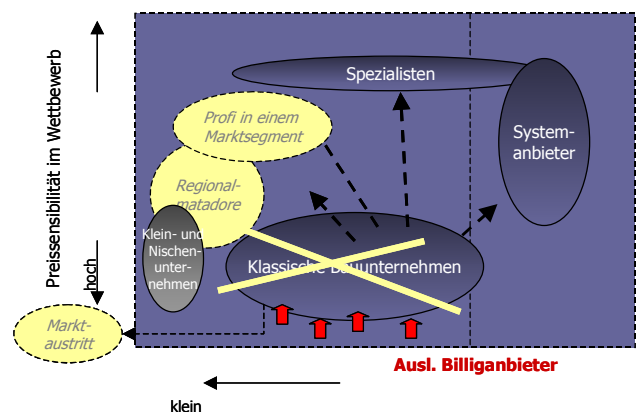 Spezialisten
Profi in einem
Marktsegment
System-
anbieter
Regional-
matadore
Klein- und
Nischen-
unter-
nehmen
Klassische Bauunternehmen
Preissensibilität im Wettbewerb
hoch
Markt-
austritt
Ausl. Billiganbieter
klein